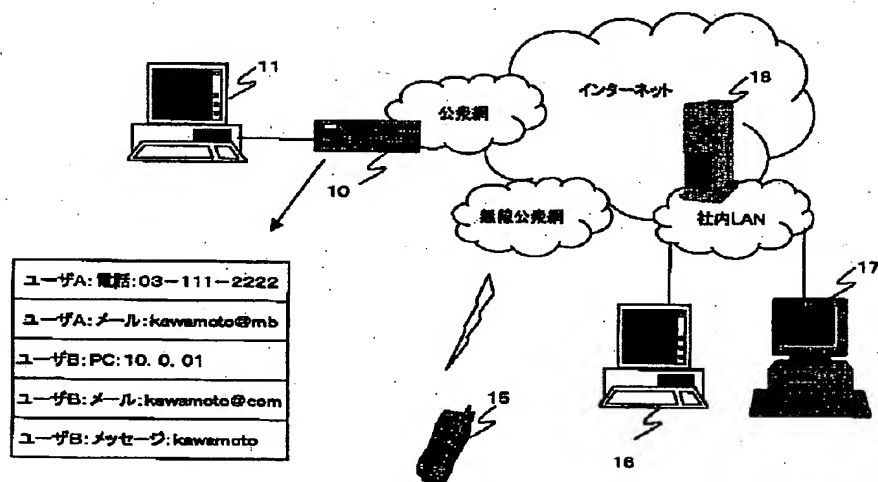 11
18
インターネット
公衆網
10
無線公衆網
社内LAN
17
ユーザA:電話:03-111-2222
ユーザA:メール:kawamoto@mb
ユーザB:PC:10. 0. 01
ユーザB:メール:kawamoto@com
ユーザB:メッセージ:kawamoto
15
16